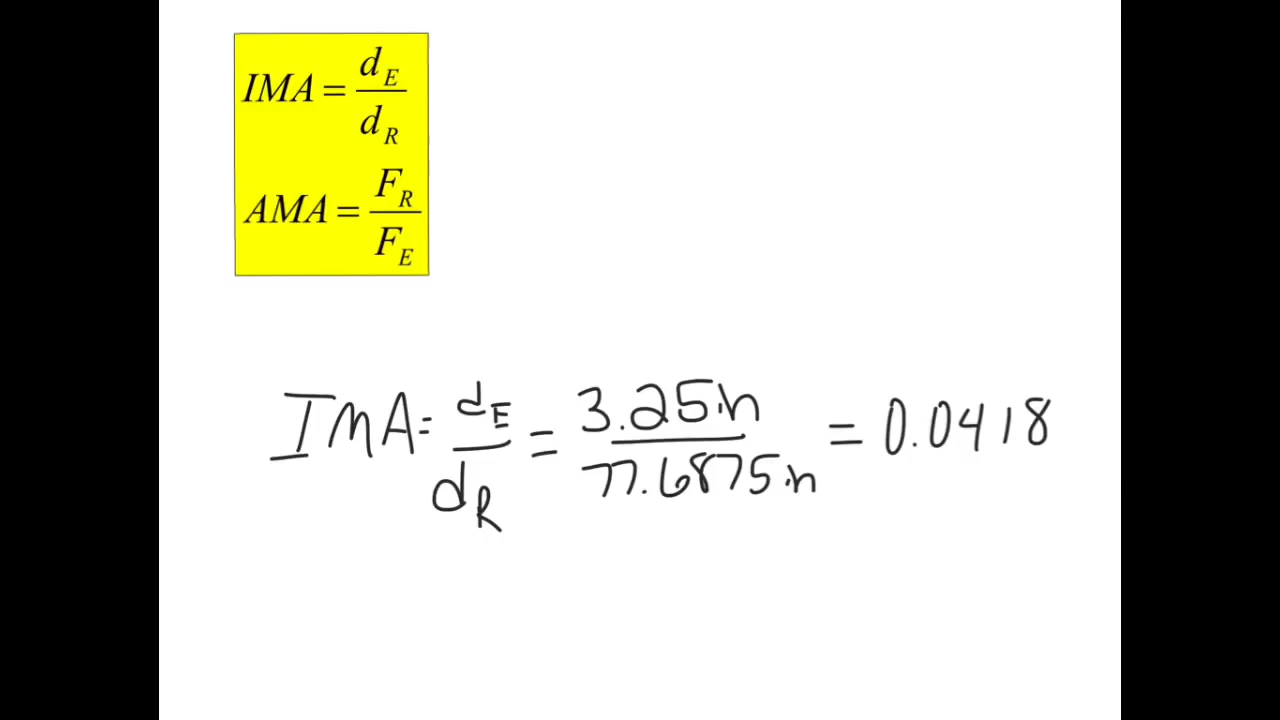 IMA = d_E / d_R
AMA = F_R / F_E
IMA = d_E / d_R = 3.25in / 77.6875in = 0.0418